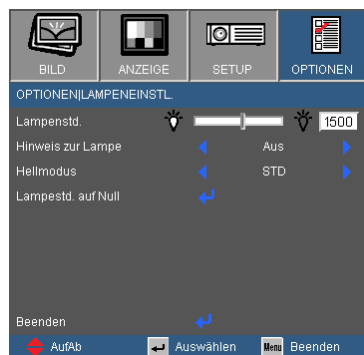 BILD ANZEIGE SETUP OPTIONEN
OPTIONEN|LAMPENEINSTL.
Lampenstd. 1500
Hinweis zur Lampe Aus
Hellmodus STD
Lampestd. auf Null
Beenden
AufAb Auswählen Menu Beenden